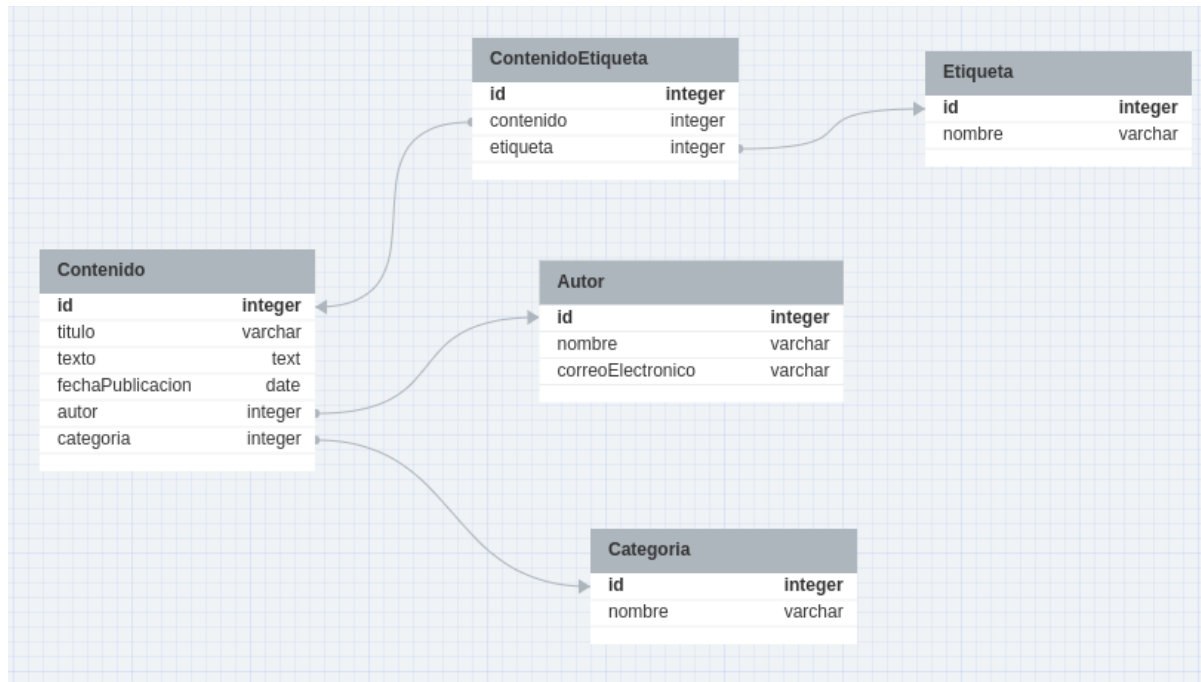 ContenidoEtiqueta
id integer
contenido integer
etiqueta integer
Etiqueta
id integer
nombre varchar
Contenido
id integer
titulo varchar
texto text
fechaPublicacion date
autor integer
categoria integer
Autor
id integer
nombre varchar
correoElectronico varchar
Categoria
id integer
nombre varchar